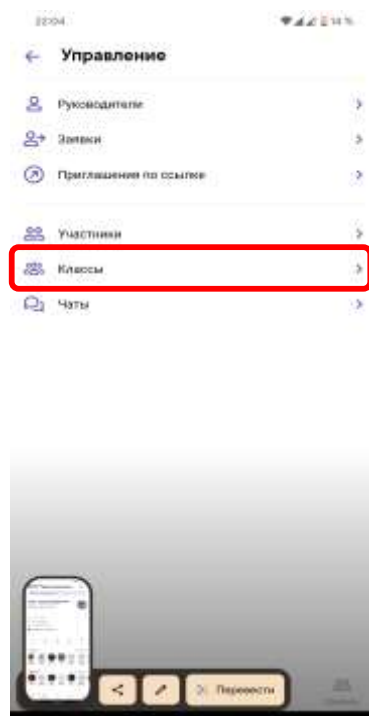 22:04
14 %
Управление
Руководители
Заявки
Приглашения по ссылке
Участники
Классы
Чаты
Перевести